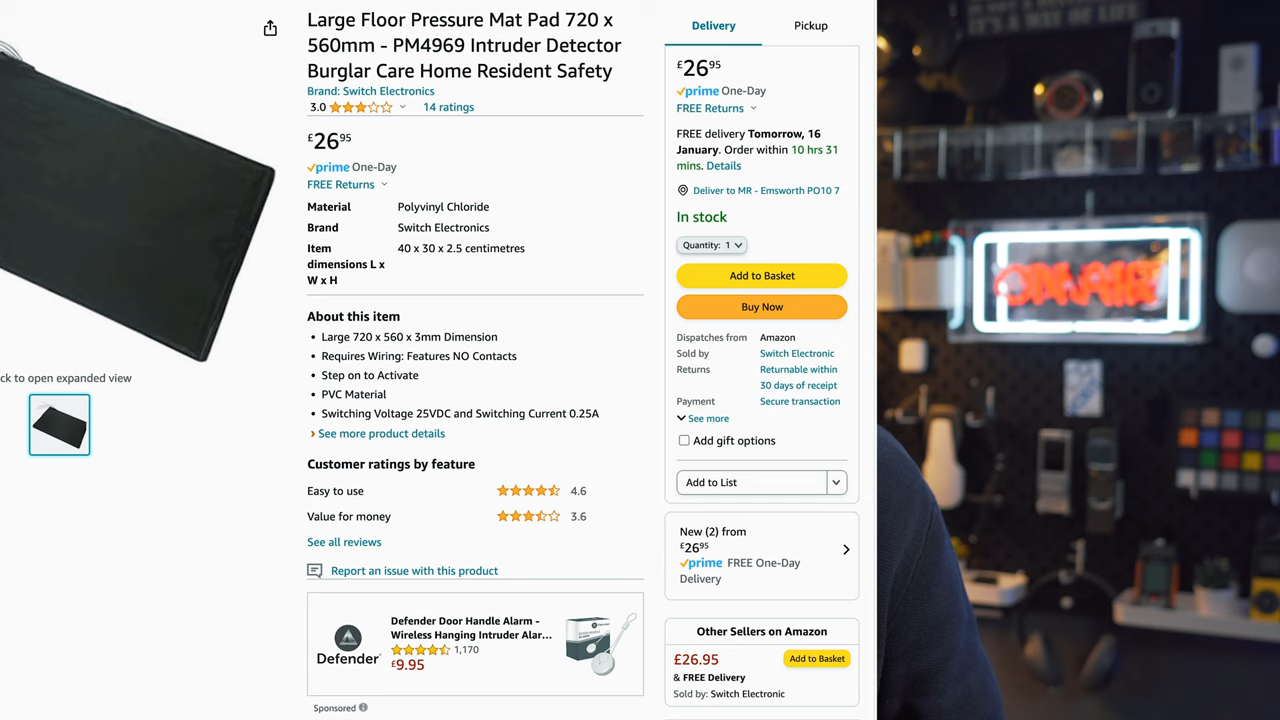 Large Floor Pressure Mat Pad 720 x
560mm - PM4969 Intruder Detector
Burglar Care Home Resident Safety
Brand: Switch Electronics
3.0
14 ratings
£26.95
prime One-Day
FREE Returns
Material Polyvinyl Chloride
Brand Switch Electronics
Item 40 x 30 x 2.5 centimetres
dimensions L x
W x H
About this item
• Large 720 x 560 x 3mm Dimension
• Requires Wiring: Features NO Contacts
• Step on to Activate
• PVC Material
• Switching Voltage 25VDC and Switching Current 0.25A
› See more product details
Customer ratings by feature
Easy to use 4.6
Value for money 3.6
See all reviews
Report an issue with this product
Defender
Defender Door Handle Alarm -
Wireless Hanging Intruder Alar...
1,170
£9.95
Sponsored
ck to open expanded view
Delivery Pickup
£26.95
prime One-Day
FREE Returns
FREE delivery Tomorrow, 16
January. Order within 10 hrs 31
mins. Details
Deliver to MR - Emsworth PO10 7
In stock
Quantity: 1
Add to Basket
Buy Now
Dispatches from Amazon
Sold by Switch Electronic
Returns Returnable within
30 days of receipt
Payment Secure transaction
See more
Add gift options
Add to List
New (2) from
£26.95
prime FREE One-Day
Delivery
Other Sellers on Amazon
£26.95 Add to Basket
& FREE Delivery
Sold by: Switch Electronic
IT'S A WAY OF LIFE